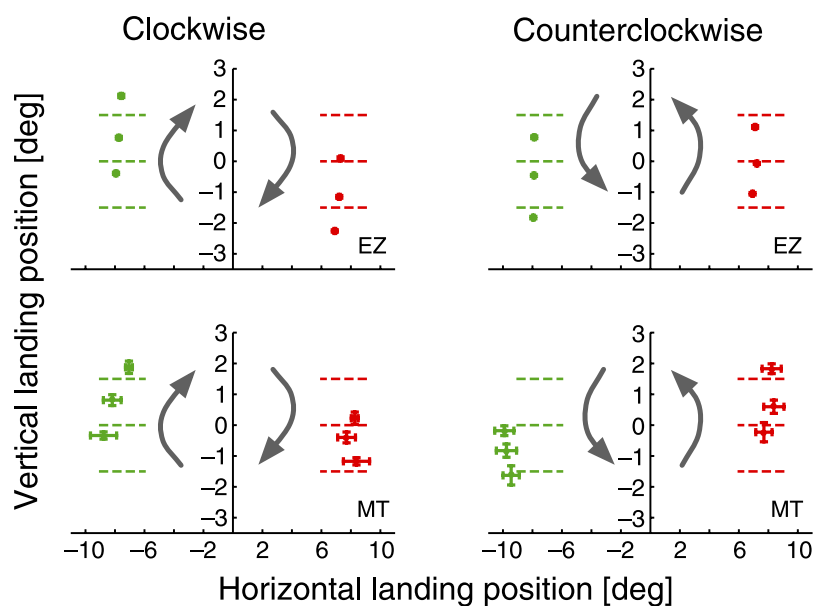 Clockwise
Counterclockwise
Vertical landing position [deg]
3
2
1
0
−1
−2
−3
EZ
3
2
1
0
−1
−2
−3
EZ
3
2
1
0
−1
−2
−3
MT
−10 −6 −2 2 6 10
3
2
1
0
−1
−2
−3
MT
−10 −6 −2 2 6 10
Horizontal landing position [deg]